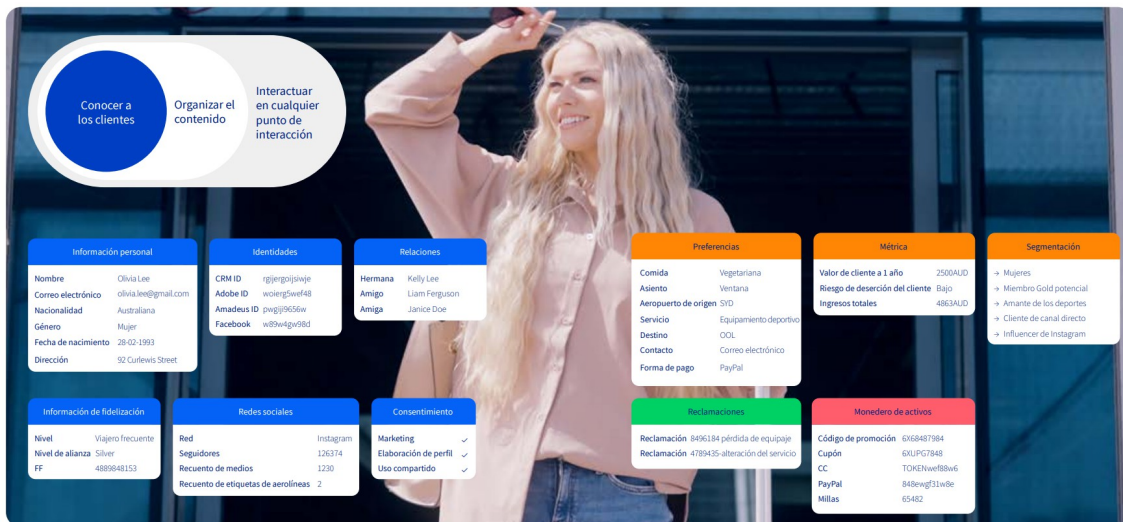 Conocer a
los clientes
Organizar el
contenido
Interactuar
en cualquier
punto de
interacción
Información personal
Nombre Olivia Lee
Correo electrónico olivia.lee@gmail.com
Nacionalidad Australiana
Género Mujer
Fecha de nacimiento 28-02-1993
Dirección 92 Curlewis Street
Identidades
CRM ID rgijergoijsiwje
Adobe ID woierg5wef48
Amadeus ID pwgiji9656w
Facebook w89w4gw98d
Relaciones
Hermana Kelly Lee
Amigo Liam Ferguson
Amiga Janice Doe
Preferencias
Comida Vegetariana
Asiento Ventana
Aeropuerto de origen SYD
Servicio Equipamiento deportivo
Destino OOL
Contacto Correo electrónico
Forma de pago PayPal
Métrica
Valor de cliente a 1 año 2500AUD
Riesgo de deserción del cliente Bajo
Ingresos totales 4863AUD
Segmentación
→ Mujeres
→ Miembro Gold potencial
→ Amante de los deportes
→ Cliente de canal directo
→ Influencer de Instagram
Información de fidelización
Nivel Viajero frecuente
Nivel de alianza Silver
FF 4889848153
Redes sociales
Red Instagram
Seguidores 126374
Recuento de medios 1230
Recuento de etiquetas de aerolíneas 2
Consentimiento
Marketing ✓
Elaboración de perfil ✓
Uso compartido ✓
Reclamaciones
Reclamación 8496184 pérdida de equipaje
Reclamación 4789435-alteración del servicio
Monedero de activos
Código de promoción 6X68487984
Cupón 6XUPG7848
CC TOKENwef88w6
PayPal 848ewgf31w8e
Millas 65482